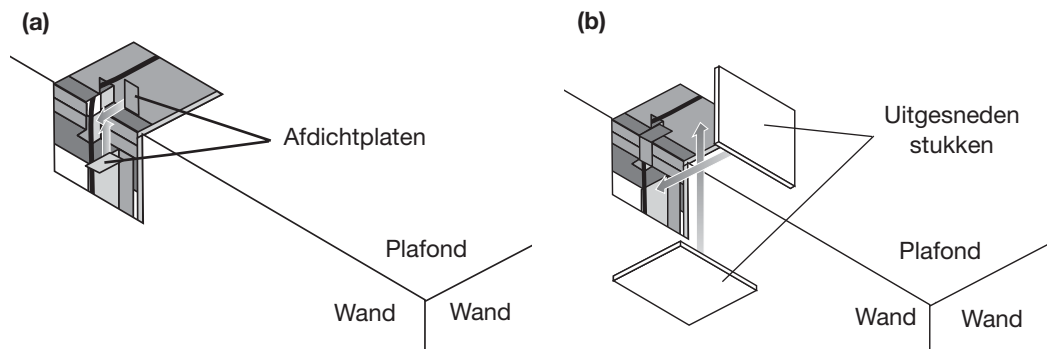 (a)
Afdichtplaten
Plafond
Wand
Wand
(b)
Uitgesneden
stukken
Plafond
Wand
Wand